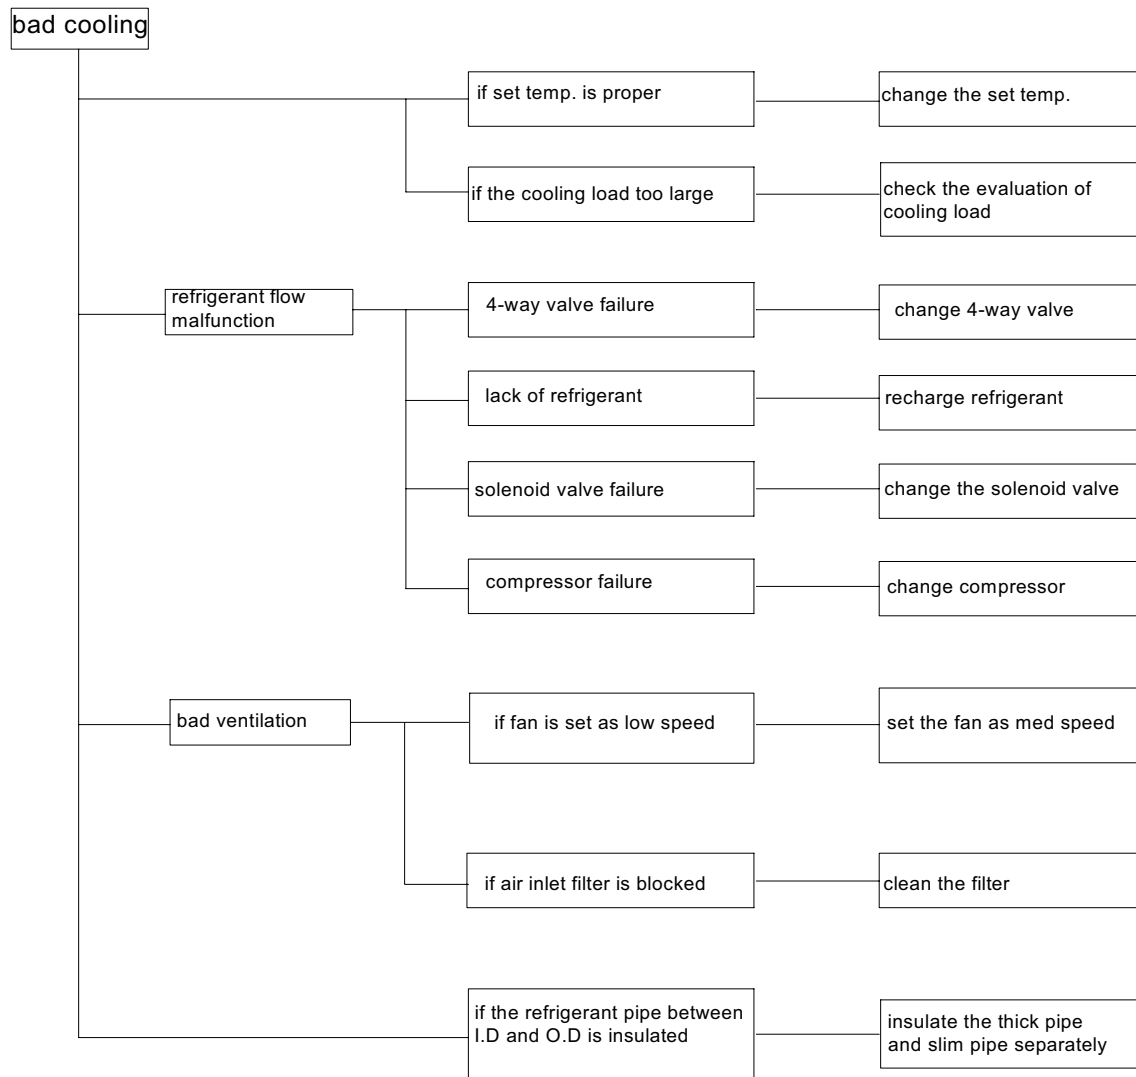 bad cooling
if set temp. is proper
change the set temp.
if the cooling load too large
check the evaluation of
cooling load
refrigerant flow
malfunction
4-way valve failure
change 4-way valve
lack of refrigerant
recharge refrigerant
solenoid valve failure
change the solenoid valve
compressor failure
change compressor
bad ventilation
if fan is set as low speed
set the fan as med speed
if air inlet filter is blocked
clean the filter
if the refrigerant pipe between
I.D and O.D is insulated
insulate the thick pipe
and slim pipe separately